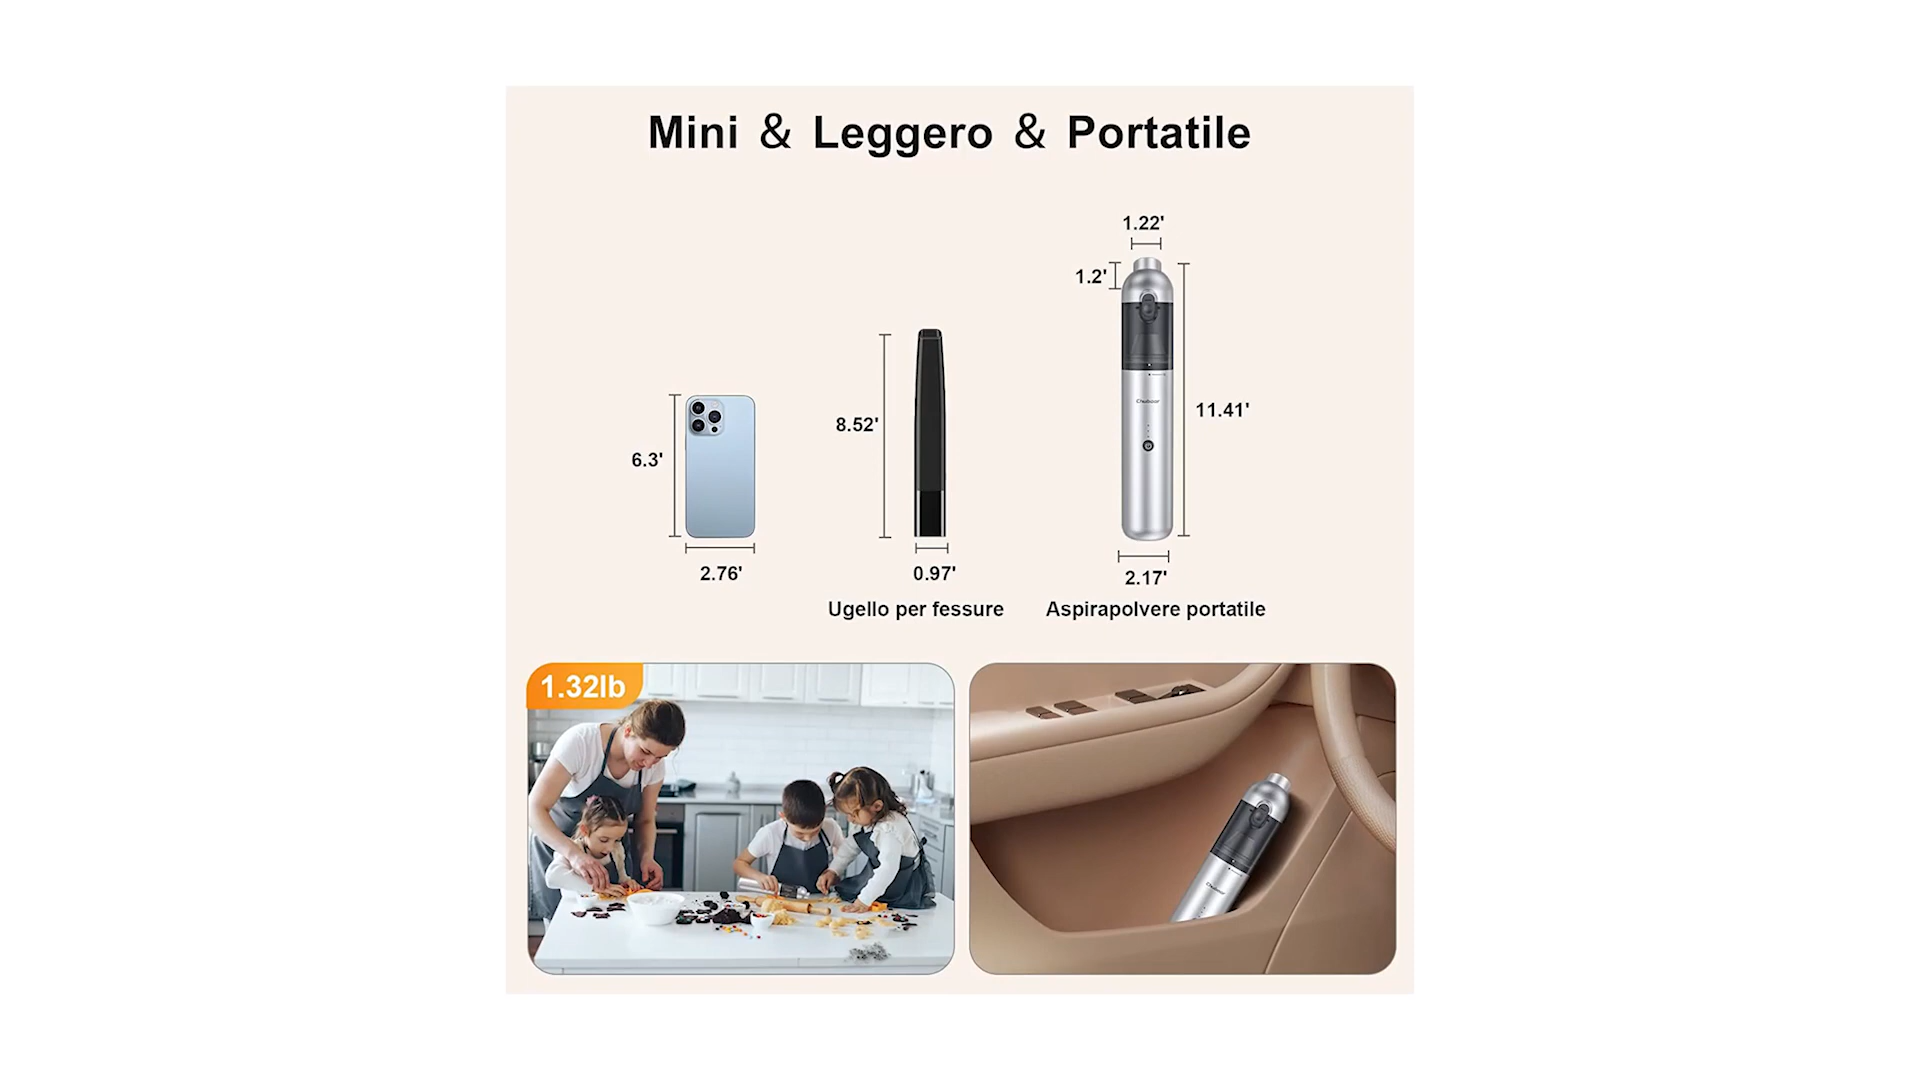 Mini & Leggero & Portatile
1.22'
1.2'
11.41'
8.52'
6.3'
2.76'
0.97'
2.17'
Ugello per fessure
Aspirapolvere portatile
1.32lb